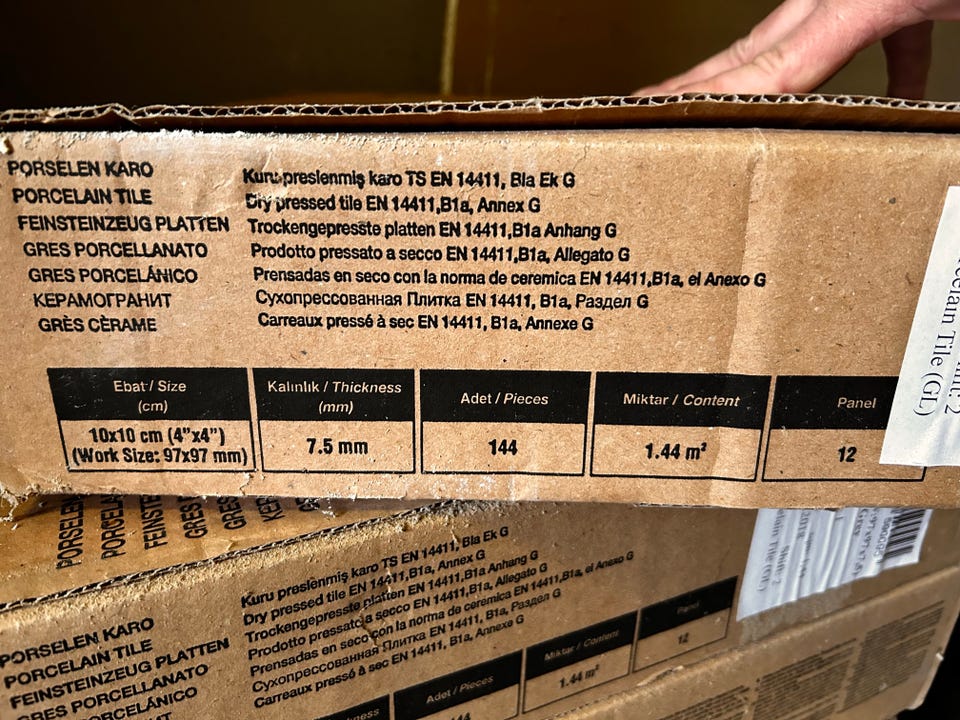 PORSELEN KARO
PORCELAIN TILE
FEINSTEINZEUG PLATTEN
GRES PORCELLANATO
GRES PORCELÁNICO
КЕРАМОГРАНИТ
GRÈS CÈRAME
Kuru preslenmiş karo TS EN 14411, Bla Ek G
Dry pressed tile EN 14411,B1a, Annex G
Trockengepresste platten EN 14411,B1a Anhang G
Prodotto pressato a secco EN 14411,B1a, Allegato G
Prensadas en seco con la norma de ceremica EN 14411,B1a, el Anexo G
Сухопрессованная Плитка EN 14411, B1a, Раздел G
Carreaux pressé à sec EN 14411, B1a, Annexe G
Ebat / Size (cm)
10x10 cm (4"x4")
(Work Size: 97x97 mm)
Kalınlık / Thickness (mm)
7.5 mm
Adet / Pieces
144
Miktar / Content
1.44 m²
Panel
12
Tile (GL)
PORSELEN KARO
PORCELAIN TILE
FEINSTEINZEUG PLATTEN
GRES PORCELLANATO
PORCELÁNICO
Kuru preslenmiş karo TS EN 14411, Bla Ek G
Dry pressed tile EN 14411,B1a, Annex G
Trockengepresste platten EN 14411,B1a Anhang G
Prodotto pressato a secco EN 14411,B1a, Allegato G
Prensadas en seco con la norma de ceremica EN 14411,B1a, el Anexo G
Сухопрессованная Плитка EN 14411, B1a, Раздел G
Carreaux pressé à sec EN 14411, B1a, Annexe G
Thickness
Adet / Pieces
144
Miktar / Content
1.44 m²
Panel
12